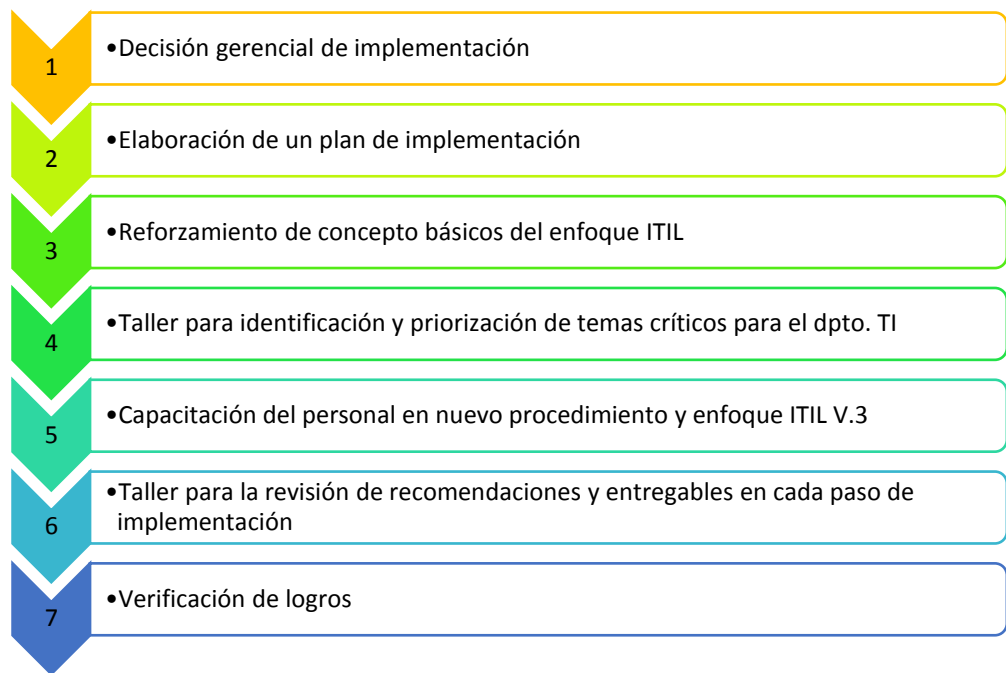 1
•Decisión gerencial de implementación
2
•Elaboración de un plan de implementación
3
•Reforzamiento de concepto básicos del enfoque ITIL
4
•Taller para identificación y priorización de temas críticos para el dpto. TI
5
•Capacitación del personal en nuevo procedimiento y enfoque ITIL V.3
6
•Taller para la revisión de recomendaciones y entregables en cada paso de
implementación
7
•Verificación de logros